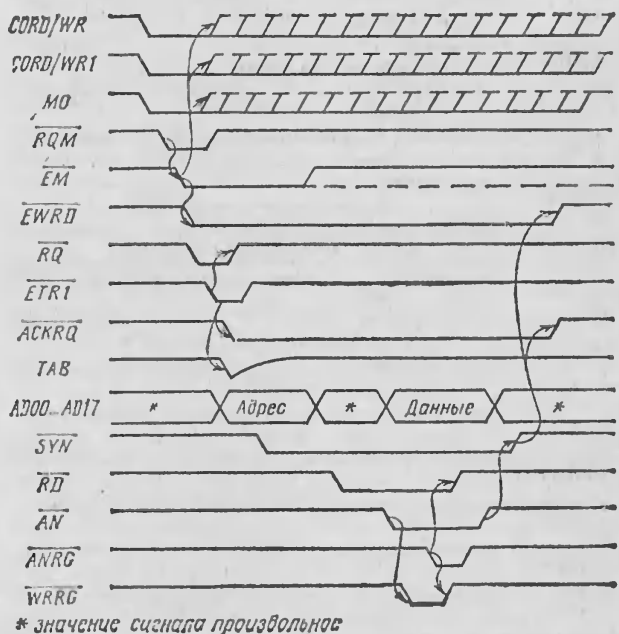 CORD/WR
CORD/WR1
MO
RQM
EM
EWRD
RQ
ETR1
ACKRQ
TAB
AD00-AD17 * Адрес * Данные *
SYN
RD
AN
ANRG
WRRG
* значение сигнала произвольное